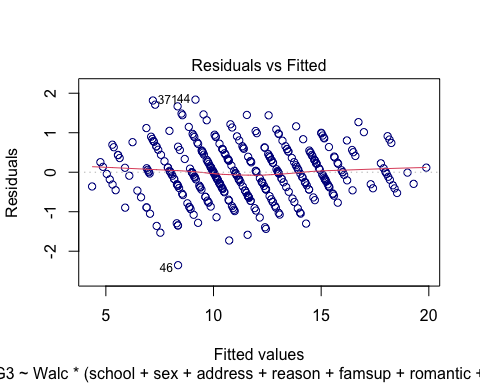 Residuals vs Fitted
2
1
0
-1
-2
Residuals
37144
46
5 10 15 20
Fitted values
G3 ~ Walc * (school + sex + address + reason + famsup + romantic +